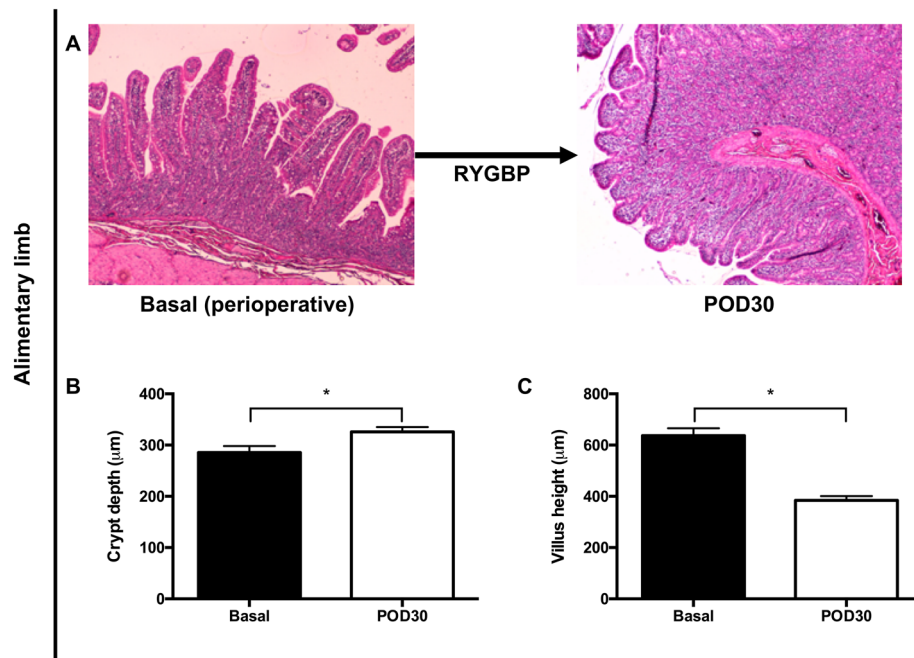 Alimentary limb
A
RYGBP
Basal (perioperative)
POD30
B
Crypt depth (μm)
400
300
200
100
0
*
Basal
POD30
C
Villus height (μm)
800
600
400
200
0
*
Basal
POD30